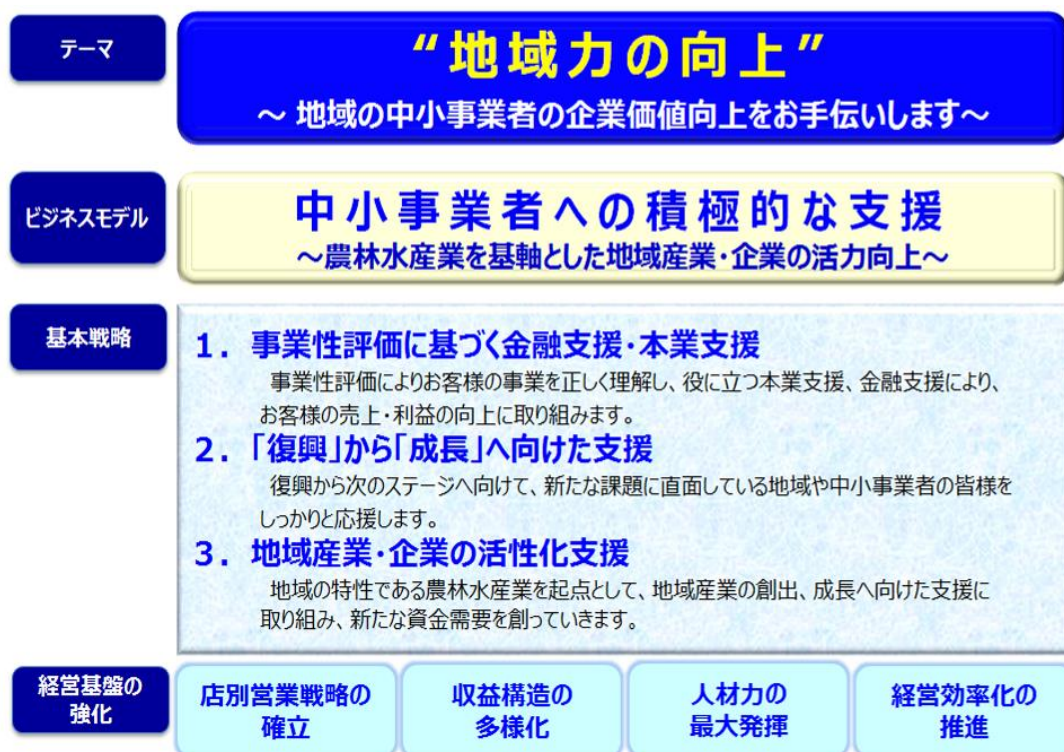 テーマ
“地域力の向上”
～ 地域の中小事業者の企業価値向上をお手伝いします～
ビジネスモデル
中小事業者への積極的な支援
～農林水産業を基軸とした地域産業・企業の活力向上～
基本戦略
１．事業性評価に基づく金融支援・本業支援
事業性評価によりお客様の事業を正しく理解し、役に立つ本業支援、金融支援により、
お客様の売上・利益の向上に取り組みます。
２．「復興」から「成長」へ向けた支援
復興から次のステージへ向けて、新たな課題に直面している地域や中小事業者の皆様を
しっかりと応援します。
３．地域産業・企業の活性化支援
地域の特性である農林水産業を起点として、地域産業の創出、成長へ向けた支援に
取り組み、新たな資金需要を創っていきます。
経営基盤の
強化
店別営業戦略の
確立
収益構造の
多様化
人材力の
最大発揮
経営効率化の
推進